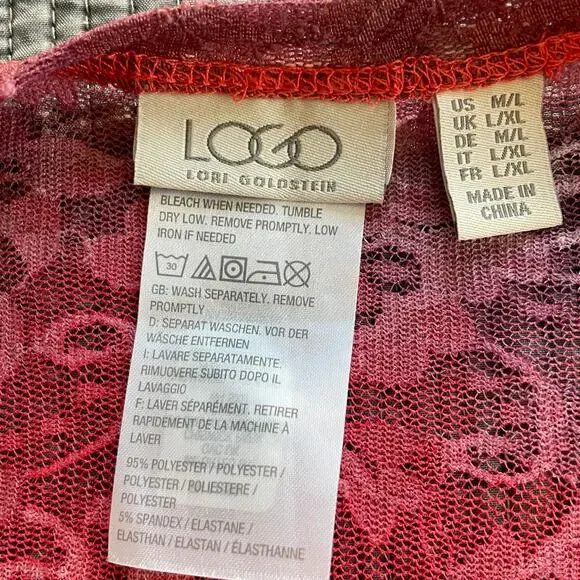 LOGO
LORI GOLDSTEIN
US M/L
UK L/XL
DE M/L
IT L/XL
FR L/XL
MADE IN
CHINA
BLEACH WHEN NEEDED. TUMBLE
DRY LOW. REMOVE PROMPTLY. LOW
IRON IF NEEDED
30
GB: WASH SEPARATELY. REMOVE
PROMPTLY
D: SEPARAT WASCHEN. VOR DER
WÄSCHE ENTFERNEN
I: LAVARE SEPARATAMENTE.
RIMUOVERE SUBITO DOPO IL
LAVAGGIO
F: LAVER SÉPARÉMENT. RETIRER
RAPIDEMENT DE LA MACHINE À
LAVER
95% POLYESTER / POLYESTER /
POLYESTER / POLIESTERE /
POLYESTER
5% SPANDEX / ELASTANE /
ELASTHAN / ELASTAN / ÉLASTHANNE